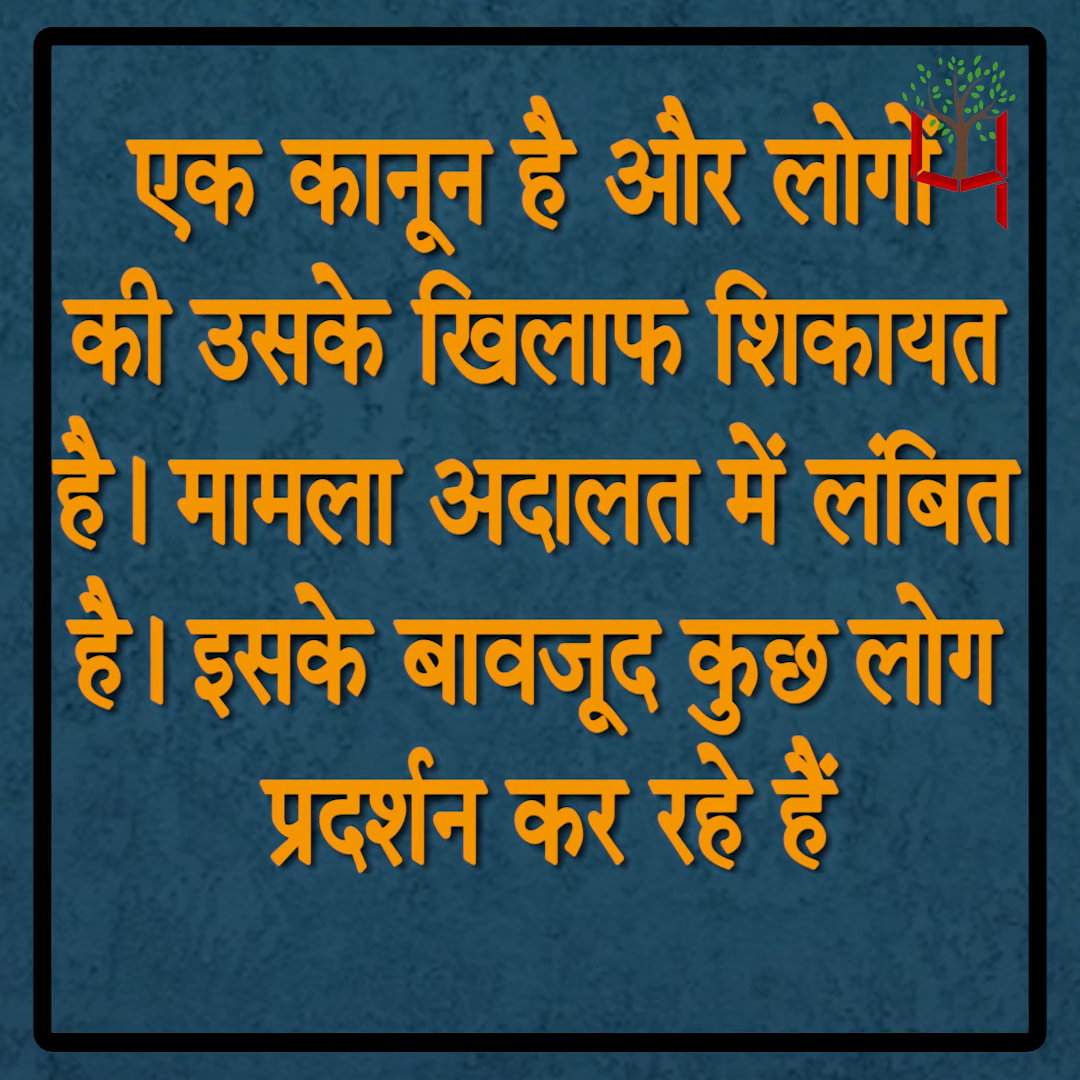 एक कानून है और लोगों
की उसके खिलाफ शिकायत
है। मामला अदालत में लंबित
है। इसके बावजूद कुछ लोग
प्रदर्शन कर रहे हैं